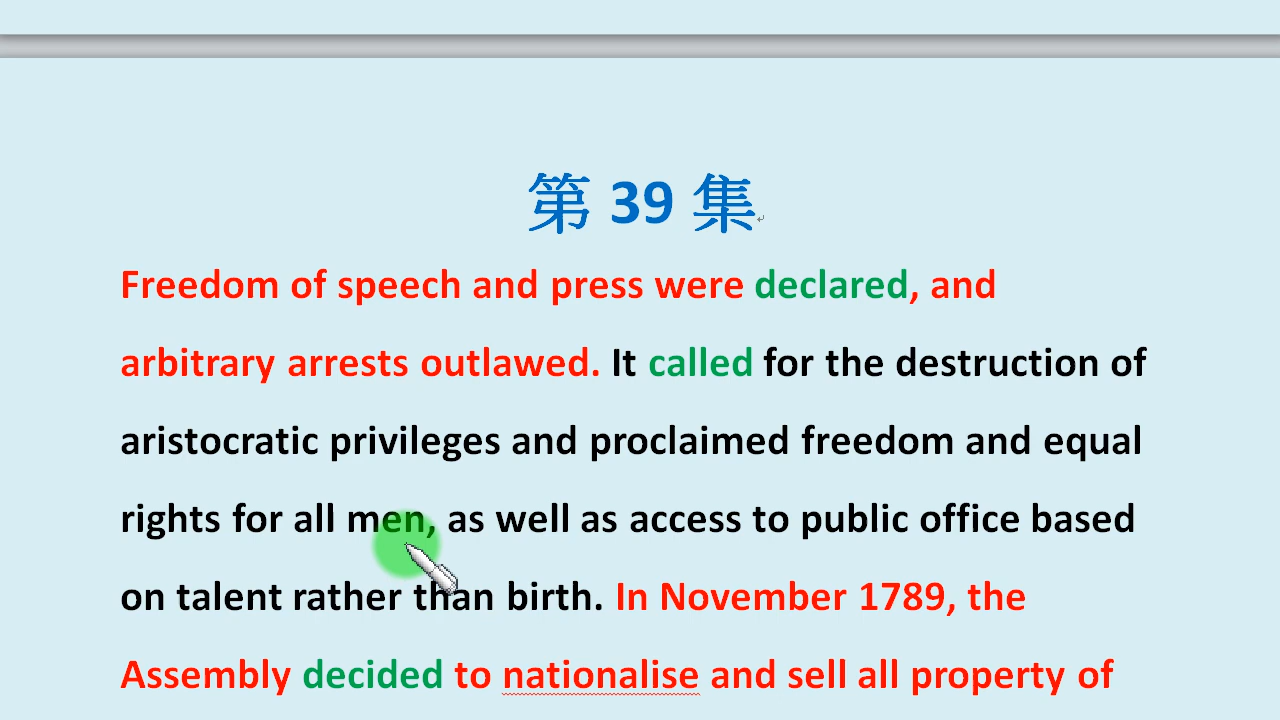 第 39 集
Freedom of speech and press were declared, and
arbitrary arrests outlawed. It called for the destruction of
aristocratic privileges and proclaimed freedom and equal
rights for all men, as well as access to public office based
on talent rather than birth. In November 1789, the
Assembly decided to nationalise and sell all property of